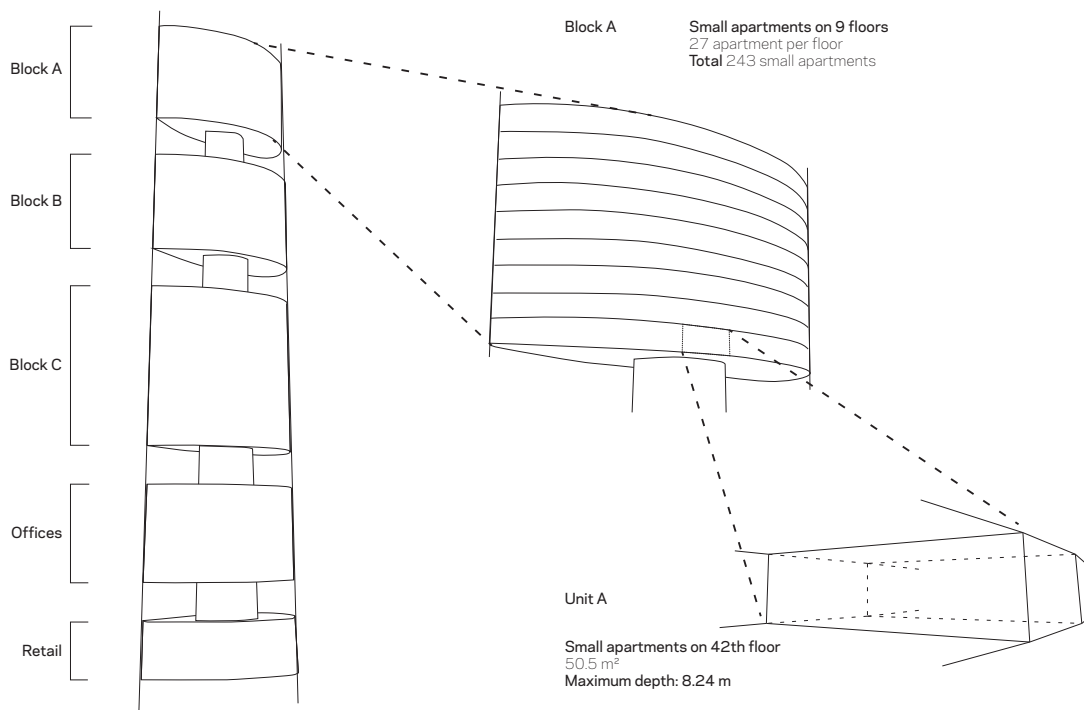 Block A
Block B
Block C
Offices
Retail
Block A
Small apartments on 9 floors
27 apartment per floor
Total 243 small apartments
Unit A
Small apartments on 42th floor
50.5 m²
Maximum depth: 8.24 m